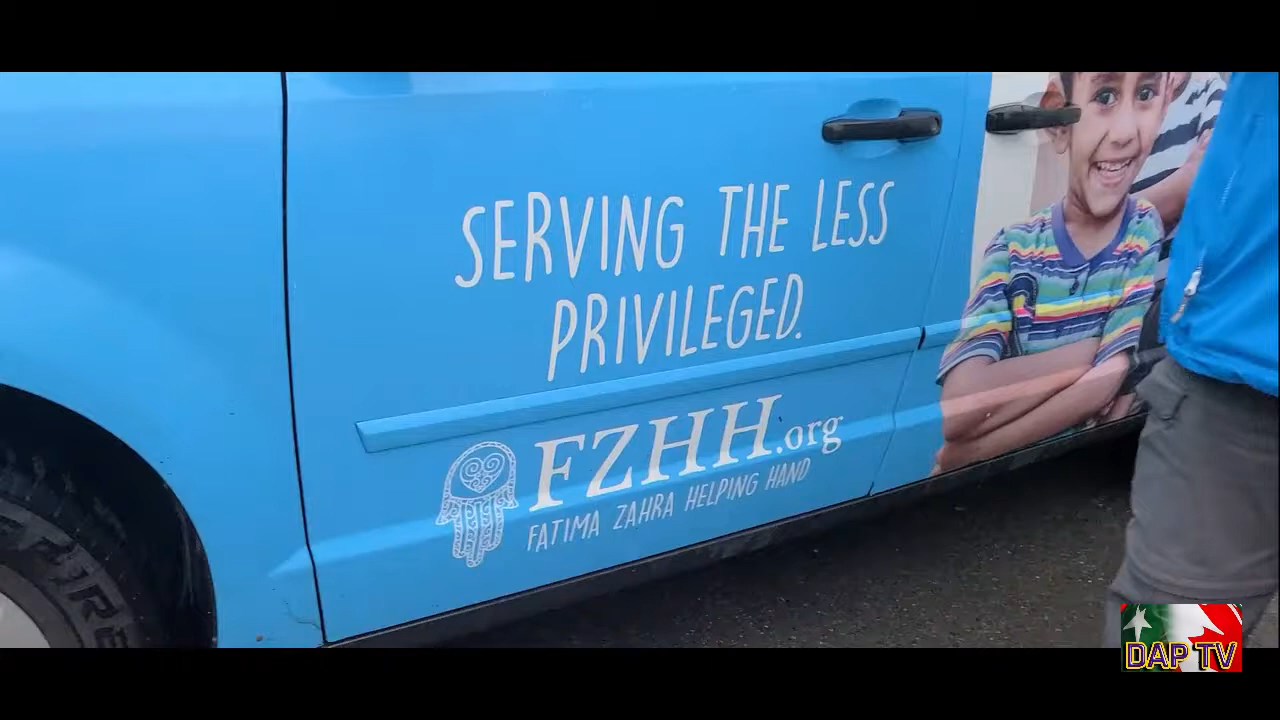 SERVING THE LESS
PRIVILEGED.
FZHH.org
FATIMA ZAHRA HELPING HAND
DAP TV